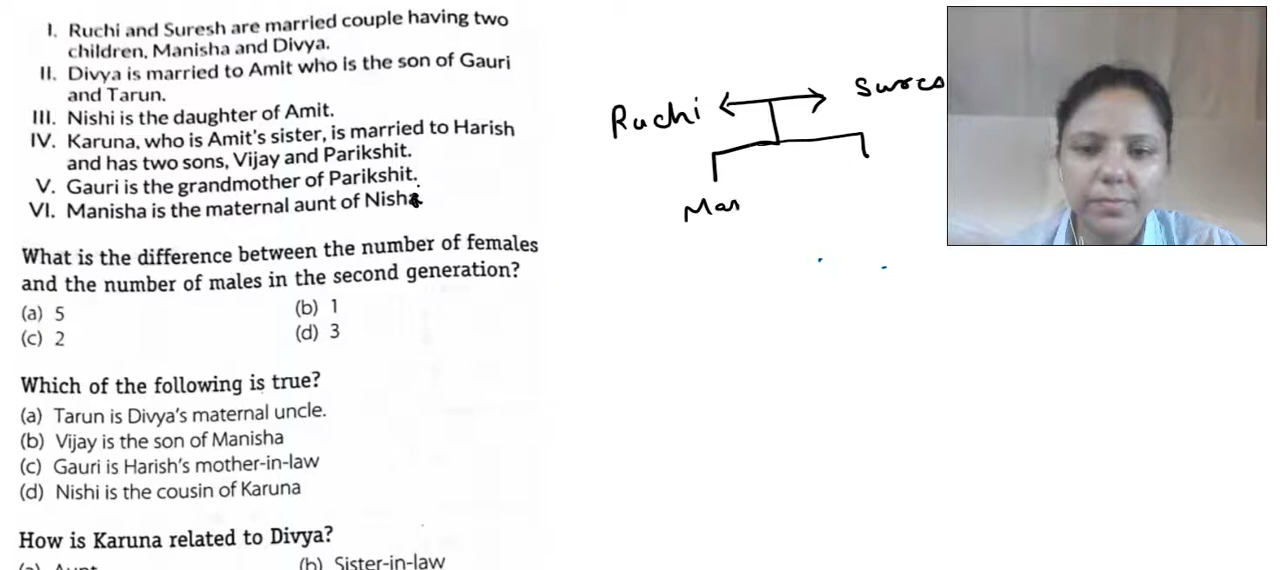 I. Ruchi and Suresh are married couple having two
children, Manisha and Divya.
II. Divya is married to Amit who is the son of Gauri
and Tarun.
III. Nishi is the daughter of Amit.
IV. Karuna, who is Amit's sister, is married to Harish
and has two sons, Vijay and Parikshit.
V. Gauri is the grandmother of Parikshit.
VI. Manisha is the maternal aunt of
What is the difference between the number of females
and the number of males in the second generation?
(a) 5
(b) 1
(c) 2
(d) 3
Which of the following is true?
(a) Tarun is Divya's maternal uncle.
(b) Vijay is the son of Manisha
(c) Gauri is Harish's mother-in-law
(d) Nishi is the cousin of Karuna
How is Karuna related to Divya?
(a) Aunt
(b) Sister-in-law
Ruchi
Sures
Man